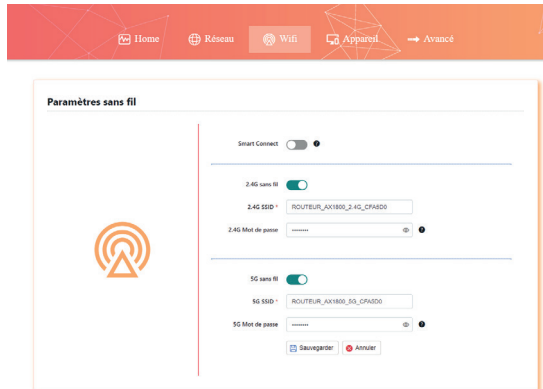 Home Réseau Wifi Appareil Avancé
Paramètres sans fil
Smart Connect
2.4G sans fil
2.4G SSID * ROUTEUR_AX1800_2.4G_CFA5D0
2.4G Mot de passe ••••••••
5G sans fil
5G SSID * ROUTEUR_AX1800_5G_CFA5D0
5G Mot de passe ••••••••
Sauvegarder Annuler